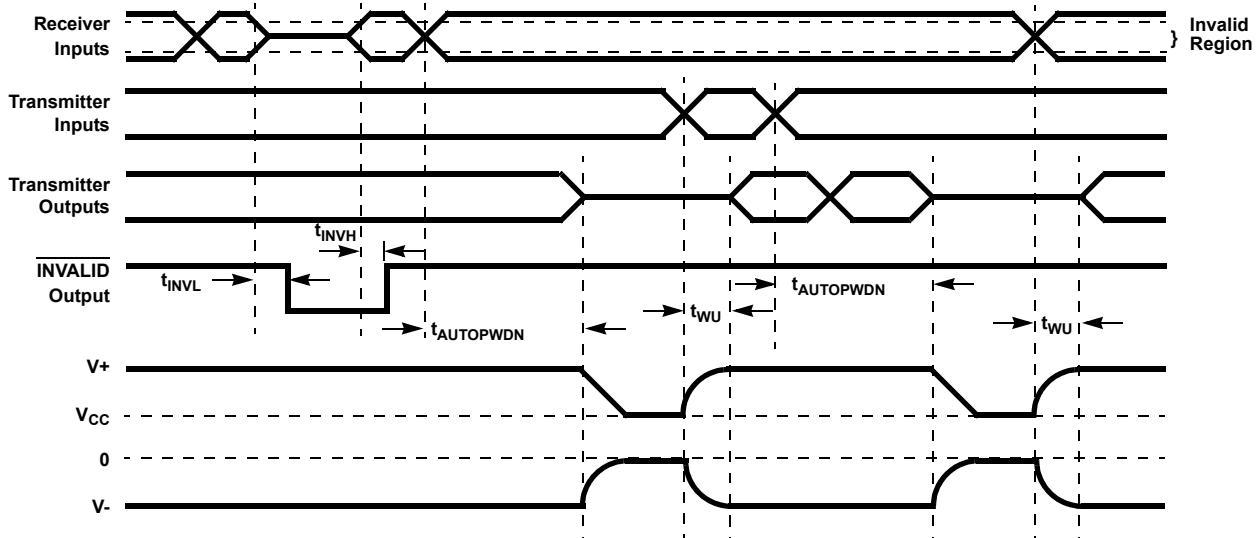 Receiver
Inputs
} Invalid
Region
Transmitter
Inputs
Transmitter
Outputs
tINVH
INVALID
Output
tINVL
tAUTOPWDN
tWU
tAUTOPWDN
tWU
V+
VCC
0
V-